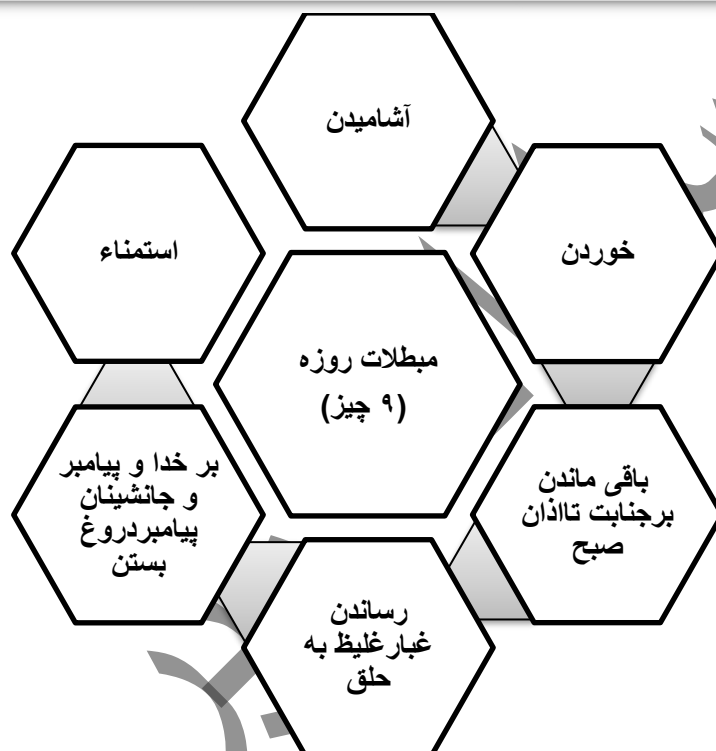 آشامیدن
خوردن
استمناء
مبطلات روزه
(۹ چیز)
باقی ماندن
برجنابت تااذان
صبح
بر خدا و پیامبر
و جانشینان
پیامبردروغ
بستن
رساندن
غبارغلیظ به
حلق